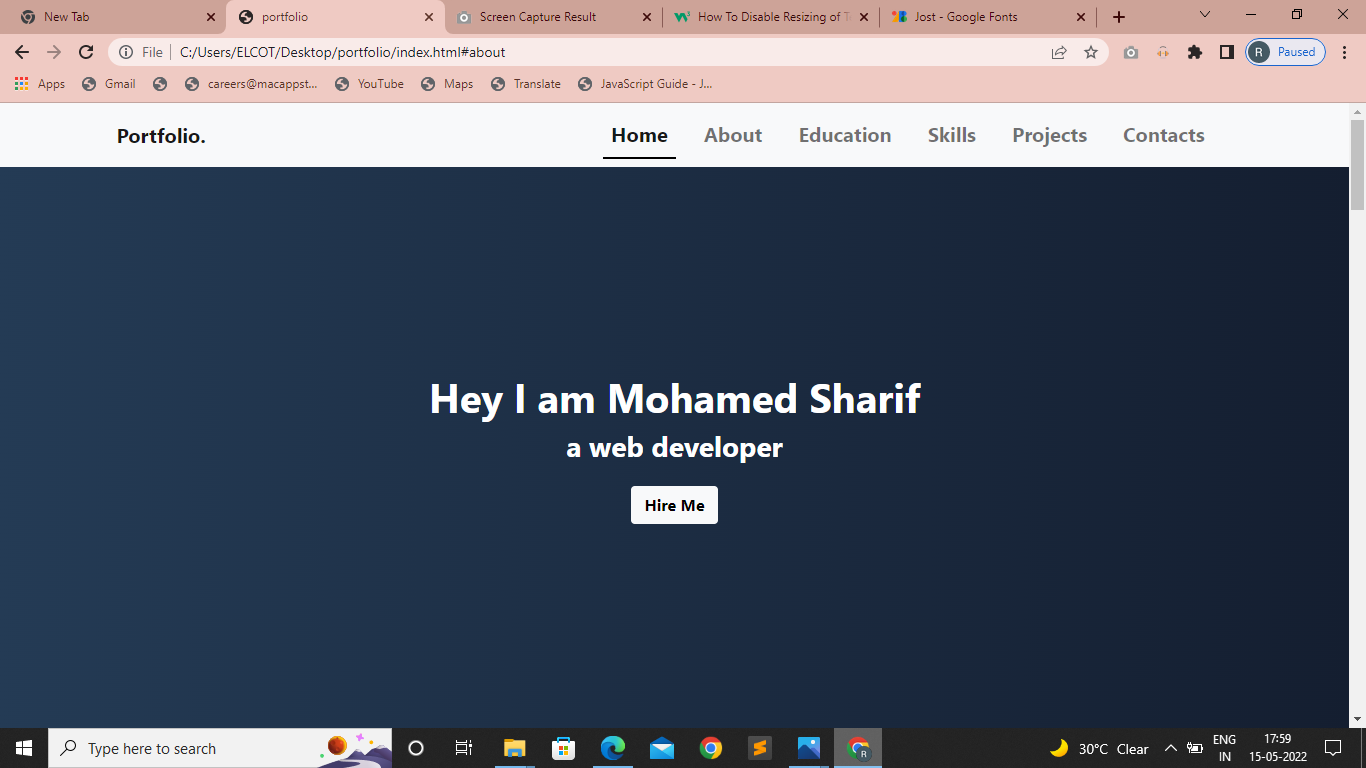 New Tab
portfolio
Screen Capture Result
How To Disable Resizing of T
Jost - Google Fonts
File
C:/Users/ELCOT/Desktop/portfolio/index.html#about
R Paused
Apps
Gmail
careers@macappst...
YouTube
Maps
Translate
JavaScript Guide - J...
Portfolio.
Home
About
Education
Skills
Projects
Contacts
Hey I am Mohamed Sharif
a web developer
Hire Me
Type here to search
R
30°C Clear
ENG
IN
17:59
15-05-2022